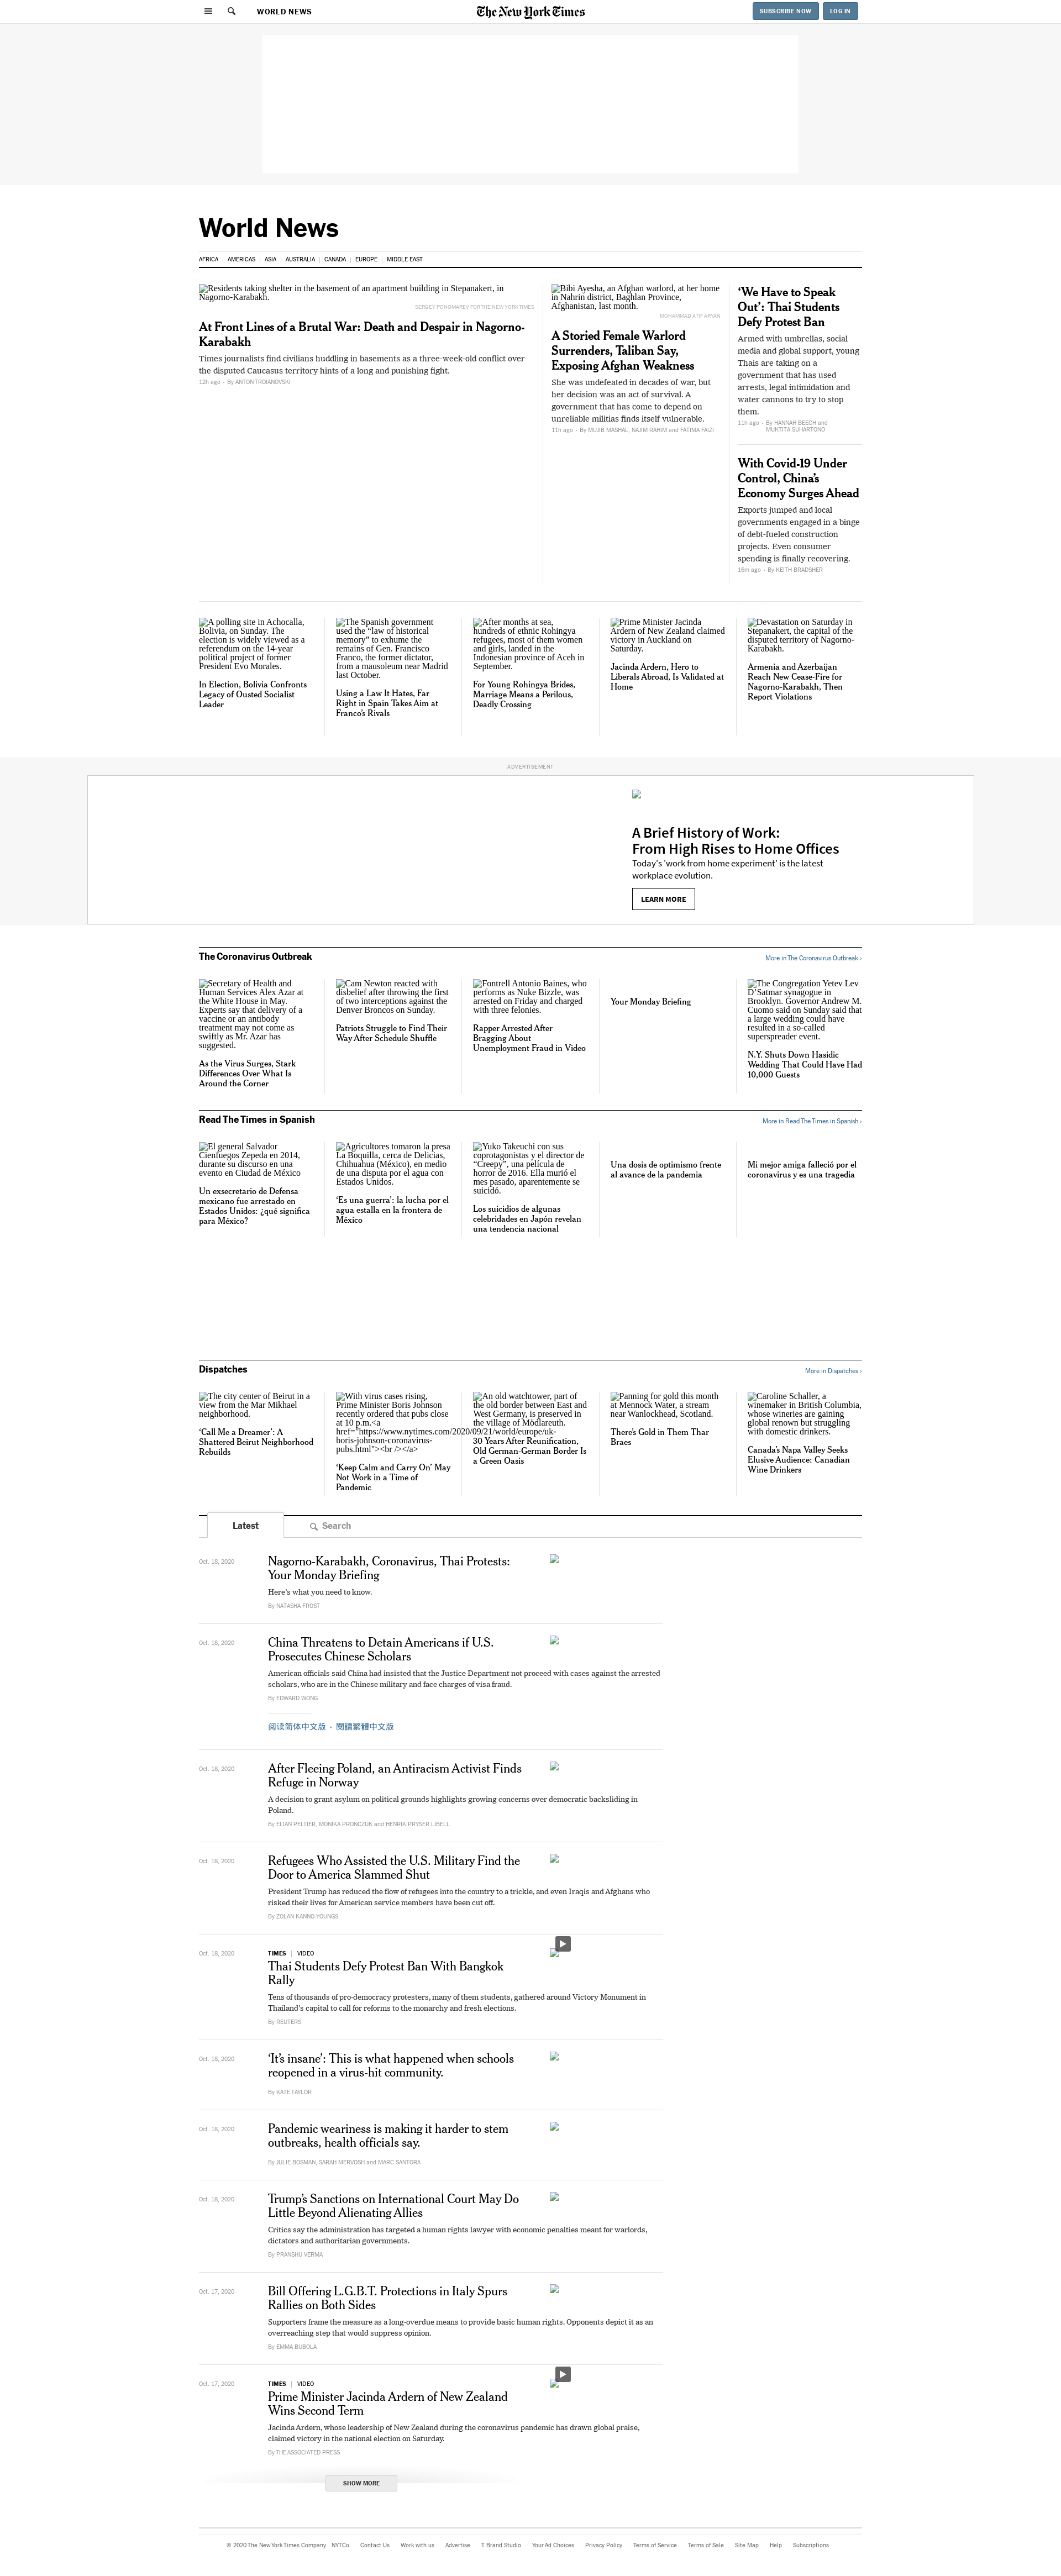 WORLD NEWS
The New York Times
SUBSCRIBE NOW
LOG IN
World News
AFRICA
AMERICAS
ASIA
AUSTRALIA
CANADA
EUROPE
MIDDLE EAST
Residents taking shelter in the basement of an apartment building in Stepanakert, in
Nagorno-Karabakh.
SERGEY PONOMAREV FOR THE NEW YORK TIMES
At Front Lines of a Brutal War: Death and Despair in Nagorno-
Karabakh
Times journalists find civilians huddling in basements as a three-week-old conflict over
the disputed Caucasus territory hints of a long and punishing fight.
12h ago · By ANTON TROIANOVSKI
Bibi Ayesha, an Afghan warlord, at her home
in Nahrin district, Baghlan Province,
Afghanistan, last month.
MOHAMMAD ATIF ARYAN
A Storied Female Warlord
Surrenders, Taliban Say,
Exposing Afghan Weakness
She was undefeated in decades of war, but
her decision was an act of survival. A
government that has come to depend on
unreliable militias finds itself vulnerable.
11h ago · By MUJIB MASHAL, NAJIM RAHIM and FATIMA FAIZI
‘We Have to Speak
Out’: Thai Students
Defy Protest Ban
Armed with umbrellas, social
media and global support, young
Thais are taking on a
government that has used
arrests, legal intimidation and
water cannons to try to stop
them.
11h ago · By HANNAH BEECH and
MUKTITA SUHARTONO
With Covid-19 Under
Control, China’s
Economy Surges Ahead
Exports jumped and local
governments engaged in a binge
of debt-fueled construction
projects. Even consumer
spending is finally recovering.
16m ago · By KEITH BRADSHER
A polling site in Achocalla,
Bolivia, on Sunday. The
election is widely viewed as a
referendum on the 14-year
political project of former
President Evo Morales.
In Election, Bolivia Confronts
Legacy of Ousted Socialist
Leader
The Spanish government
used the “law of historical
memory” to exhume the
remains of Gen. Francisco
Franco, the former dictator,
from a mausoleum near Madrid
last October.
Using a Law It Hates, Far
Right in Spain Takes Aim at
Franco’s Rivals
After months at sea,
hundreds of ethnic Rohingya
refugees, most of them women
and girls, landed in the
Indonesian province of Aceh in
September.
For Young Rohingya Brides,
Marriage Means a Perilous,
Deadly Crossing
Prime Minister Jacinda
Ardern of New Zealand claimed
victory in Auckland on
Saturday.
Jacinda Ardern, Hero to
Liberals Abroad, Is Validated at
Home
Devastation on Saturday in
Stepanakert, the capital of the
disputed territory of Nagorno-
Karabakh.
Armenia and Azerbaijan
Reach New Cease-Fire for
Nagorno-Karabakh, Then
Report Violations
ADVERTISEMENT
A Brief History of Work:
From High Rises to Home Offices
Today's 'work from home experiment' is the latest
workplace evolution.
LEARN MORE
The Coronavirus Outbreak
More in The Coronavirus Outbreak ›
Secretary of Health and
Human Services Alex Azar at
the White House in May.
Experts say that delivery of a
vaccine or an antibody
treatment may not come as
swiftly as Mr. Azar has
suggested.
As the Virus Surges, Stark
Differences Over What Is
Around the Corner
Cam Newton reacted with
disbelief after throwing the first
of two interceptions against the
Denver Broncos on Sunday.
Patriots Struggle to Find Their
Way After Schedule Shuffle
Fontrell Antonio Baines, who
performs as Nuke Bizzle, was
arrested on Friday and charged
with three felonies.
Rapper Arrested After
Bragging About
Unemployment Fraud in Video
Your Monday Briefing
The Congregation Yetev Lev
D’Satmar synagogue in
Brooklyn. Governor Andrew M.
Cuomo said on Sunday said that
a large wedding could have
resulted in a so-called
superspreader event.
N.Y. Shuts Down Hasidic
Wedding That Could Have Had
10,000 Guests
Read The Times in Spanish
More in Read The Times in Spanish ›
El general Salvador
Cienfuegos Zepeda en 2014,
durante su discurso en una
evento en Ciudad de México
Un exsecretario de Defensa
mexicano fue arrestado en
Estados Unidos: ¿qué significa
para México?
Agricultores tomaron la presa
La Boquilla, cerca de Delicias,
Chihuahua (México), en medio
de una disputa por el agua con
Estados Unidos.
‘Es una guerra’: la lucha por el
agua estalla en la frontera de
México
Yuko Takeuchi con sus
coprotagonistas y el director de
“Creepy”, una película de
horror de 2016. Ella murió el
mes pasado, aparentemente se
suicidó.
Los suicidios de algunas
celebridades en Japón revelan
una tendencia nacional
Una dosis de optimismo frente
al avance de la pandemia
Mi mejor amiga falleció por el
coronavirus y es una tragedia
Dispatches
More in Dispatches ›
The city center of Beirut in a
view from the Mar Mikhael
neighborhood.
‘Call Me a Dreamer’: A
Shattered Beirut Neighborhood
Rebuilds
With virus cases rising,
Prime Minister Boris Johnson
recently ordered that pubs close
at 10 p.m.<a
href="https://www.nytimes.com/2020/09/21/world/europe/uk-
boris-johnson-coronavirus-
pubs.html"><br /></a>
‘Keep Calm and Carry On’ May
Not Work in a Time of
Pandemic
An old watchtower, part of
the old border between East and
West Germany, is preserved in
the village of Mödlareuth.
30 Years After Reunification,
Old German-German Border Is
a Green Oasis
Panning for gold this month
at Mennock Water, a stream
near Wanlockhead, Scotland.
There’s Gold in Them Thar
Braes
Caroline Schaller, a
winemaker in British Columbia,
whose wineries are gaining
global renown but struggling
with domestic drinkers.
Canada’s Napa Valley Seeks
Elusive Audience: Canadian
Wine Drinkers
Latest
Search
Oct. 18, 2020
Nagorno-Karabakh, Coronavirus, Thai Protests:
Your Monday Briefing
Here’s what you need to know.
By NATASHA FROST
Oct. 18, 2020
China Threatens to Detain Americans if U.S.
Prosecutes Chinese Scholars
American officials said China had insisted that the Justice Department not proceed with cases against the arrested
scholars, who are in the Chinese military and face charges of visa fraud.
By EDWARD WONG
阅读简体中文版 · 閱讀繁體中文版
Oct. 18, 2020
After Fleeing Poland, an Antiracism Activist Finds
Refuge in Norway
A decision to grant asylum on political grounds highlights growing concerns over democratic backsliding in
Poland.
By ELIAN PELTIER, MONIKA PRONCZUK and HENRIK PRYSER LIBELL
Oct. 18, 2020
Refugees Who Assisted the U.S. Military Find the
Door to America Slammed Shut
President Trump has reduced the flow of refugees into the country to a trickle, and even Iraqis and Afghans who
risked their lives for American service members have been cut off.
By ZOLAN KANNO-YOUNGS
Oct. 18, 2020
TIMES | VIDEO
Thai Students Defy Protest Ban With Bangkok
Rally
Tens of thousands of pro-democracy protesters, many of them students, gathered around Victory Monument in
Thailand’s capital to call for reforms to the monarchy and fresh elections.
By REUTERS
Oct. 18, 2020
‘It’s insane’: This is what happened when schools
reopened in a virus-hit community.
By KATE TAYLOR
Oct. 18, 2020
Pandemic weariness is making it harder to stem
outbreaks, health officials say.
By JULIE BOSMAN, SARAH MERVOSH and MARC SANTORA
Oct. 18, 2020
Trump’s Sanctions on International Court May Do
Little Beyond Alienating Allies
Critics say the administration has targeted a human rights lawyer with economic penalties meant for warlords,
dictators and authoritarian governments.
By PRANSHU VERMA
Oct. 17, 2020
Bill Offering L.G.B.T. Protections in Italy Spurs
Rallies on Both Sides
Supporters frame the measure as a long-overdue means to provide basic human rights. Opponents depict it as an
overreaching step that would suppress opinion.
By EMMA BUBOLA
Oct. 17, 2020
TIMES | VIDEO
Prime Minister Jacinda Ardern of New Zealand
Wins Second Term
Jacinda Ardern, whose leadership of New Zealand during the coronavirus pandemic has drawn global praise,
claimed victory in the national election on Saturday.
By THE ASSOCIATED PRESS
SHOW MORE
© 2020 The New York Times Company NYTCo Contact Us Work with us Advertise T Brand Studio Your Ad Choices Privacy Policy Terms of Service Terms of Sale Site Map Help Subscriptions